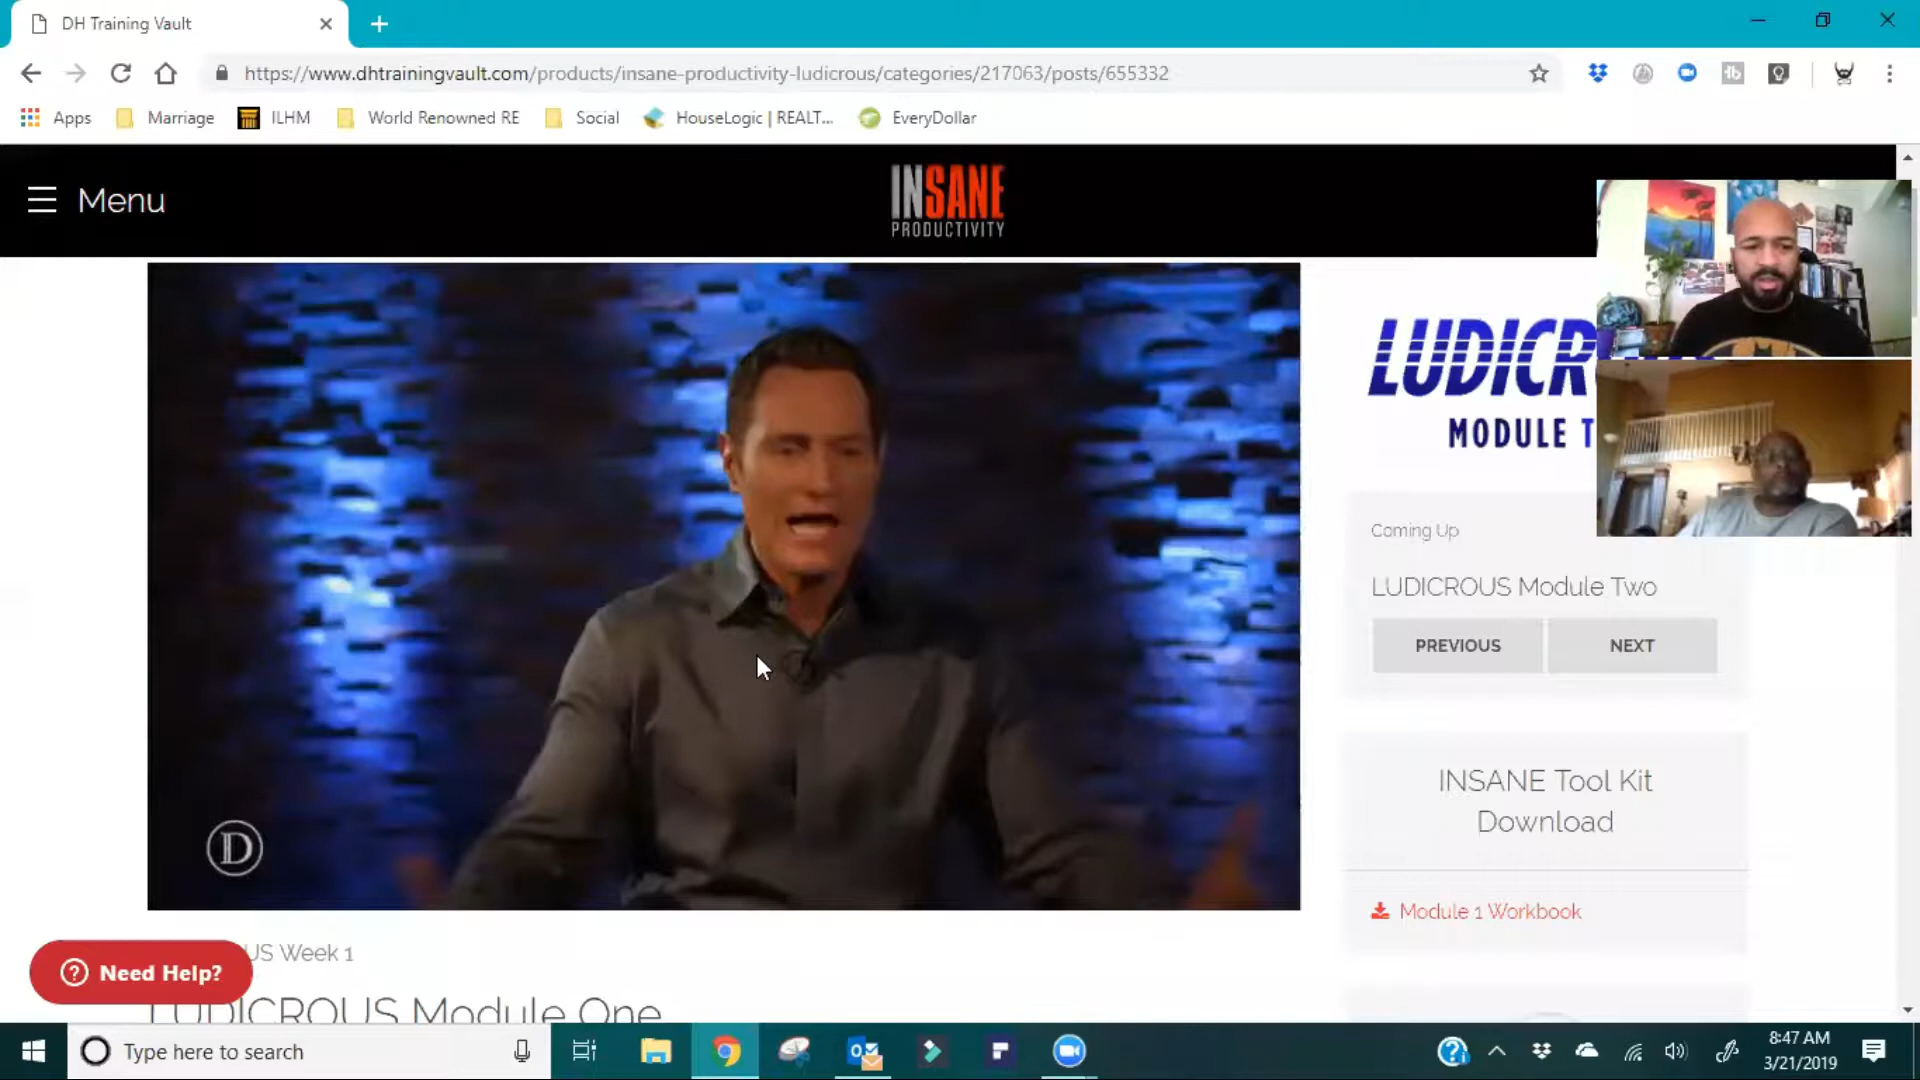 DH Training Vault
https://www.dhtrainingvault.com/products/insane-productivity-ludicrous/categories/217063/posts/655332
Apps
Marriage
ILHM
World Renowned RE
Social
HouseLogic | REALT...
EveryDollar
Menu
INSANE
PRODUCTIVITY
LUDICR
MODULE T
Coming Up
LUDICROUS Module Two
PREVIOUS
NEXT
INSANE Tool Kit
Download
Module 1 Workbook
D
US Week 1
Need Help?
LUDICROUS Module One
Type here to search
8:47 AM
3/21/2019